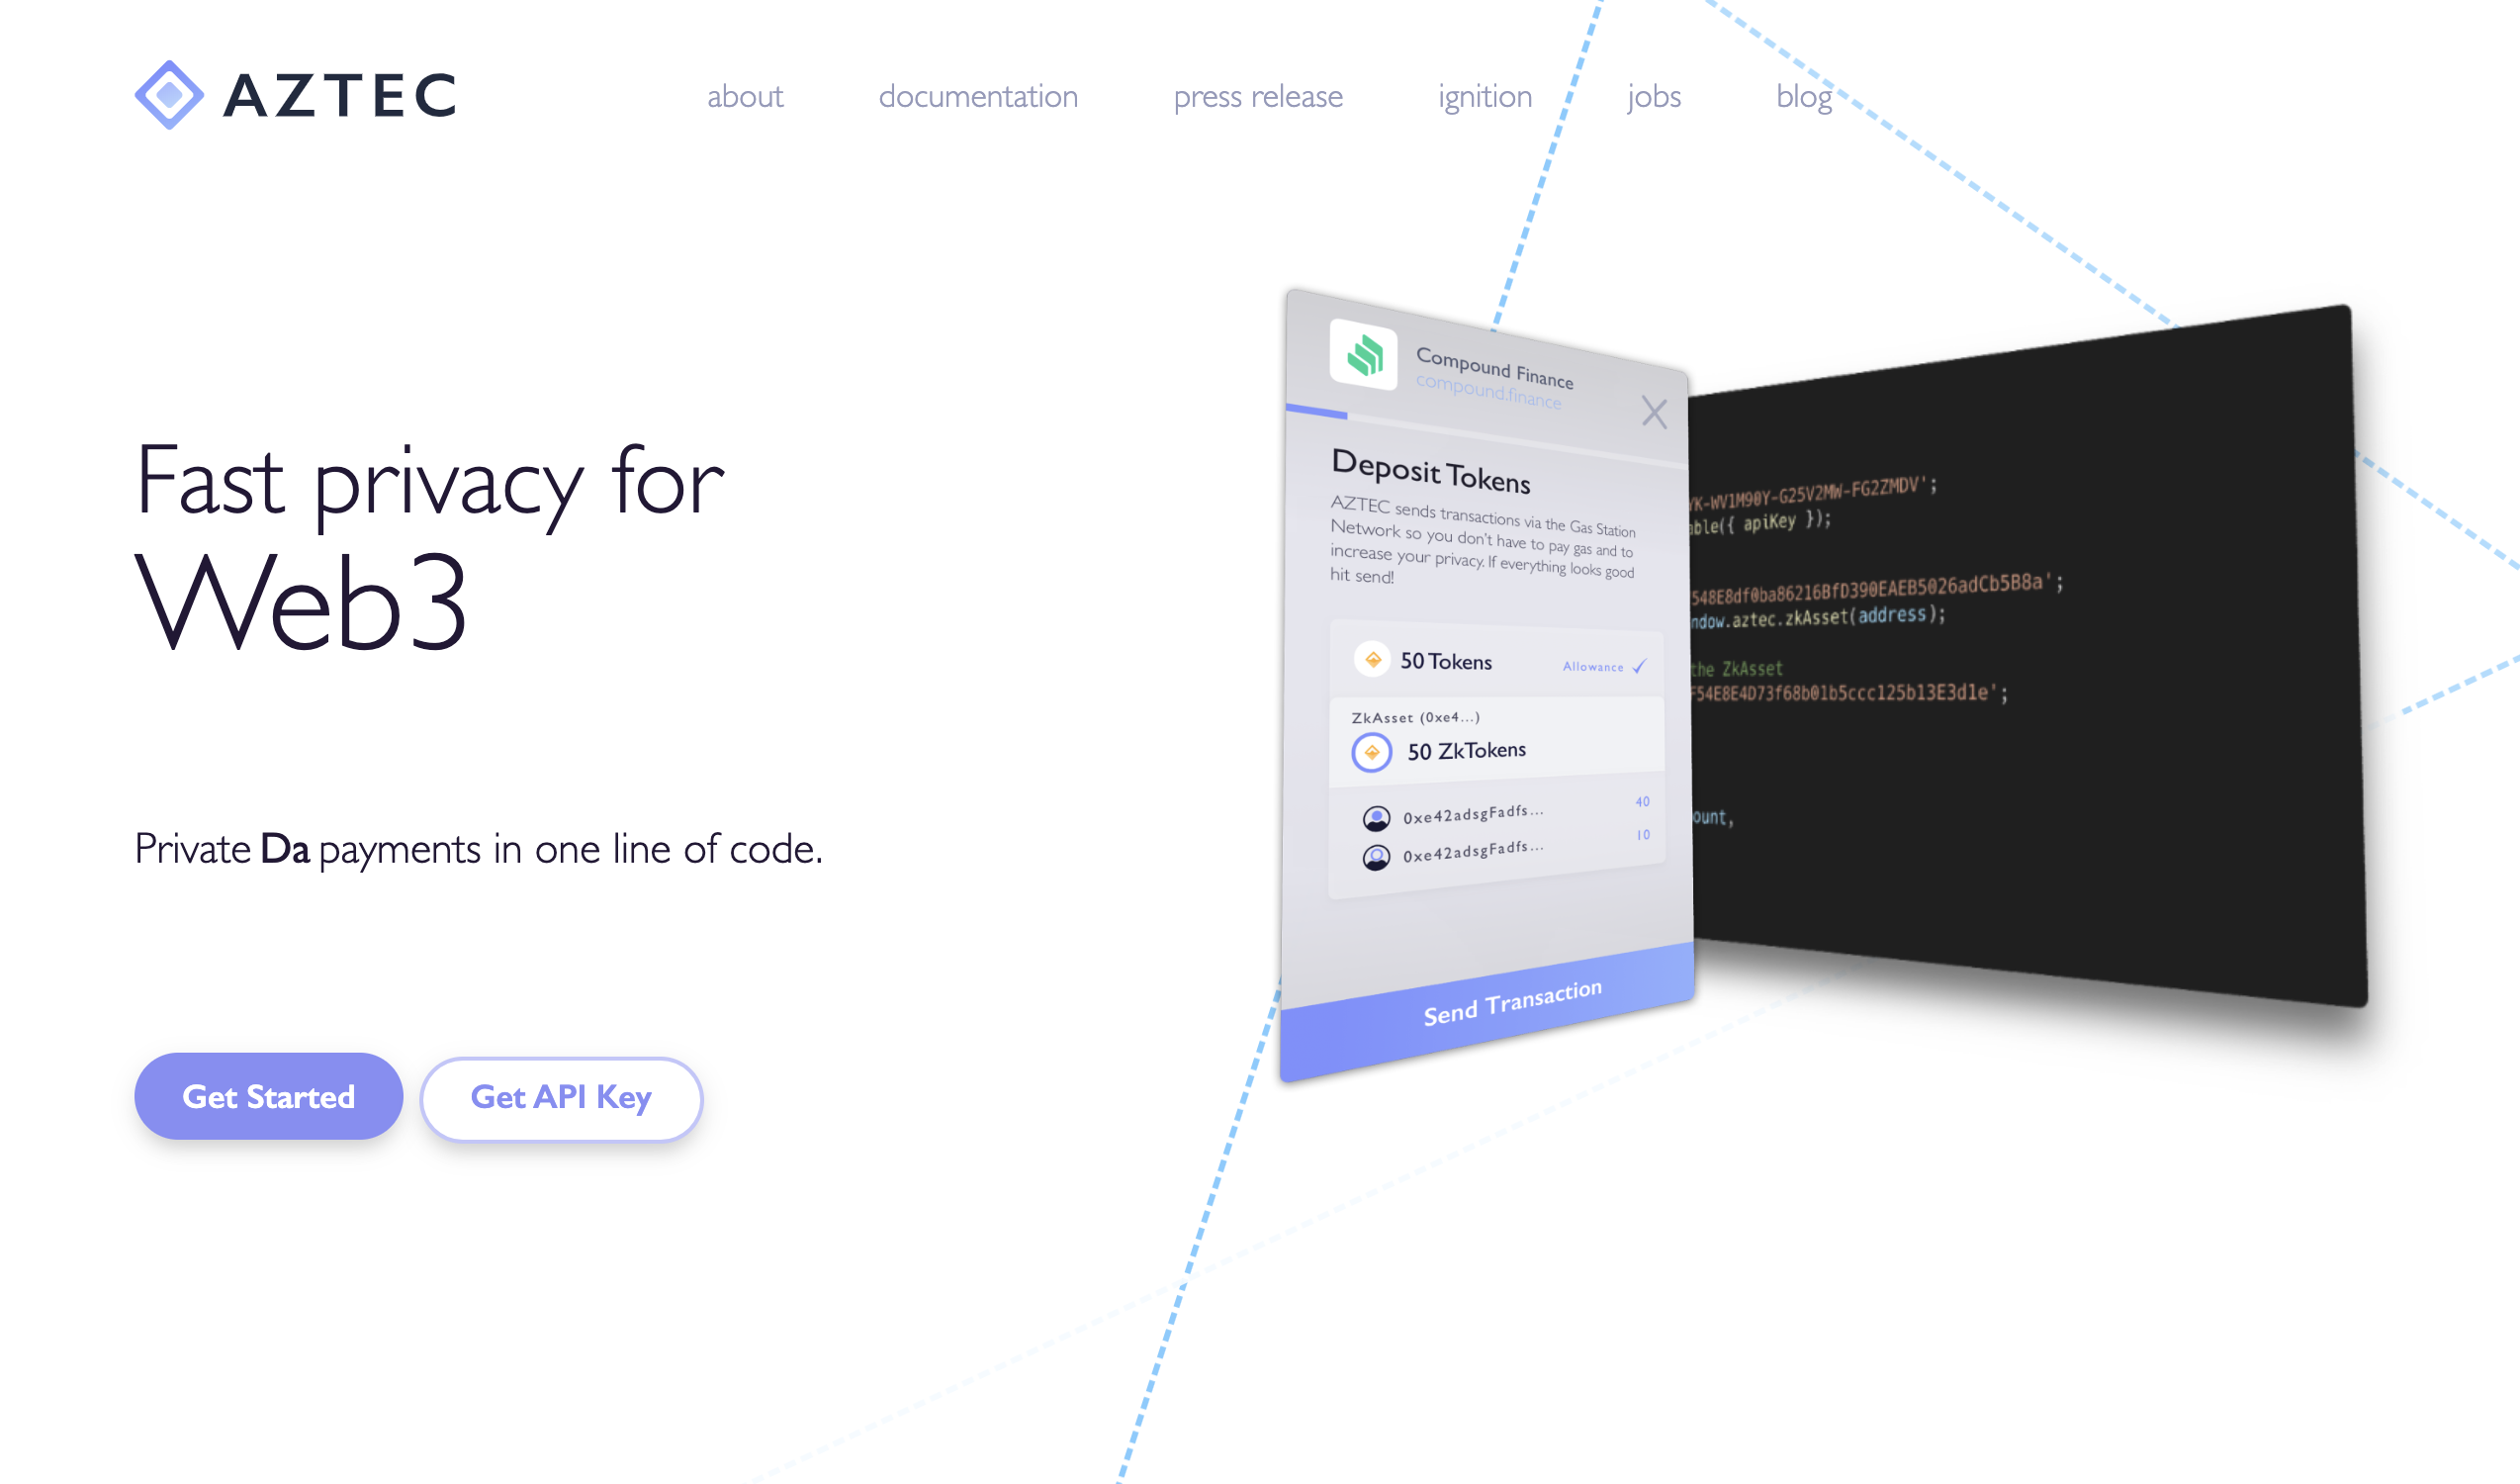 AZTEC
about documentation press release ignition jobs blog
Fast privacy for
Web3
Private Da payments in one line of code.
Get Started
Get API Key
Compound Finance
compound.finance
Deposit Tokens
AZTEC sends transactions via the Gas Station
Network so you don't have to pay gas and to
increase your privacy. If everything looks good
hit send!
50 Tokens Allowance
ZkAsset (0xe4...)
50 ZkTokens
0xe42adsgFadfs... 40
0xe42adsgFadfs... 10
Send Transaction
YK-WV1M90Y-G25V2MW-FG2ZMDV';
able({ apiKey });
548E8df0ba86216BfD390EAEB5026adCb5B8a';
ndow.aztec.zkAsset(address);
the ZkAsset
F54E8E4D73f68b01b5ccc125b13E3d1e';
ount,